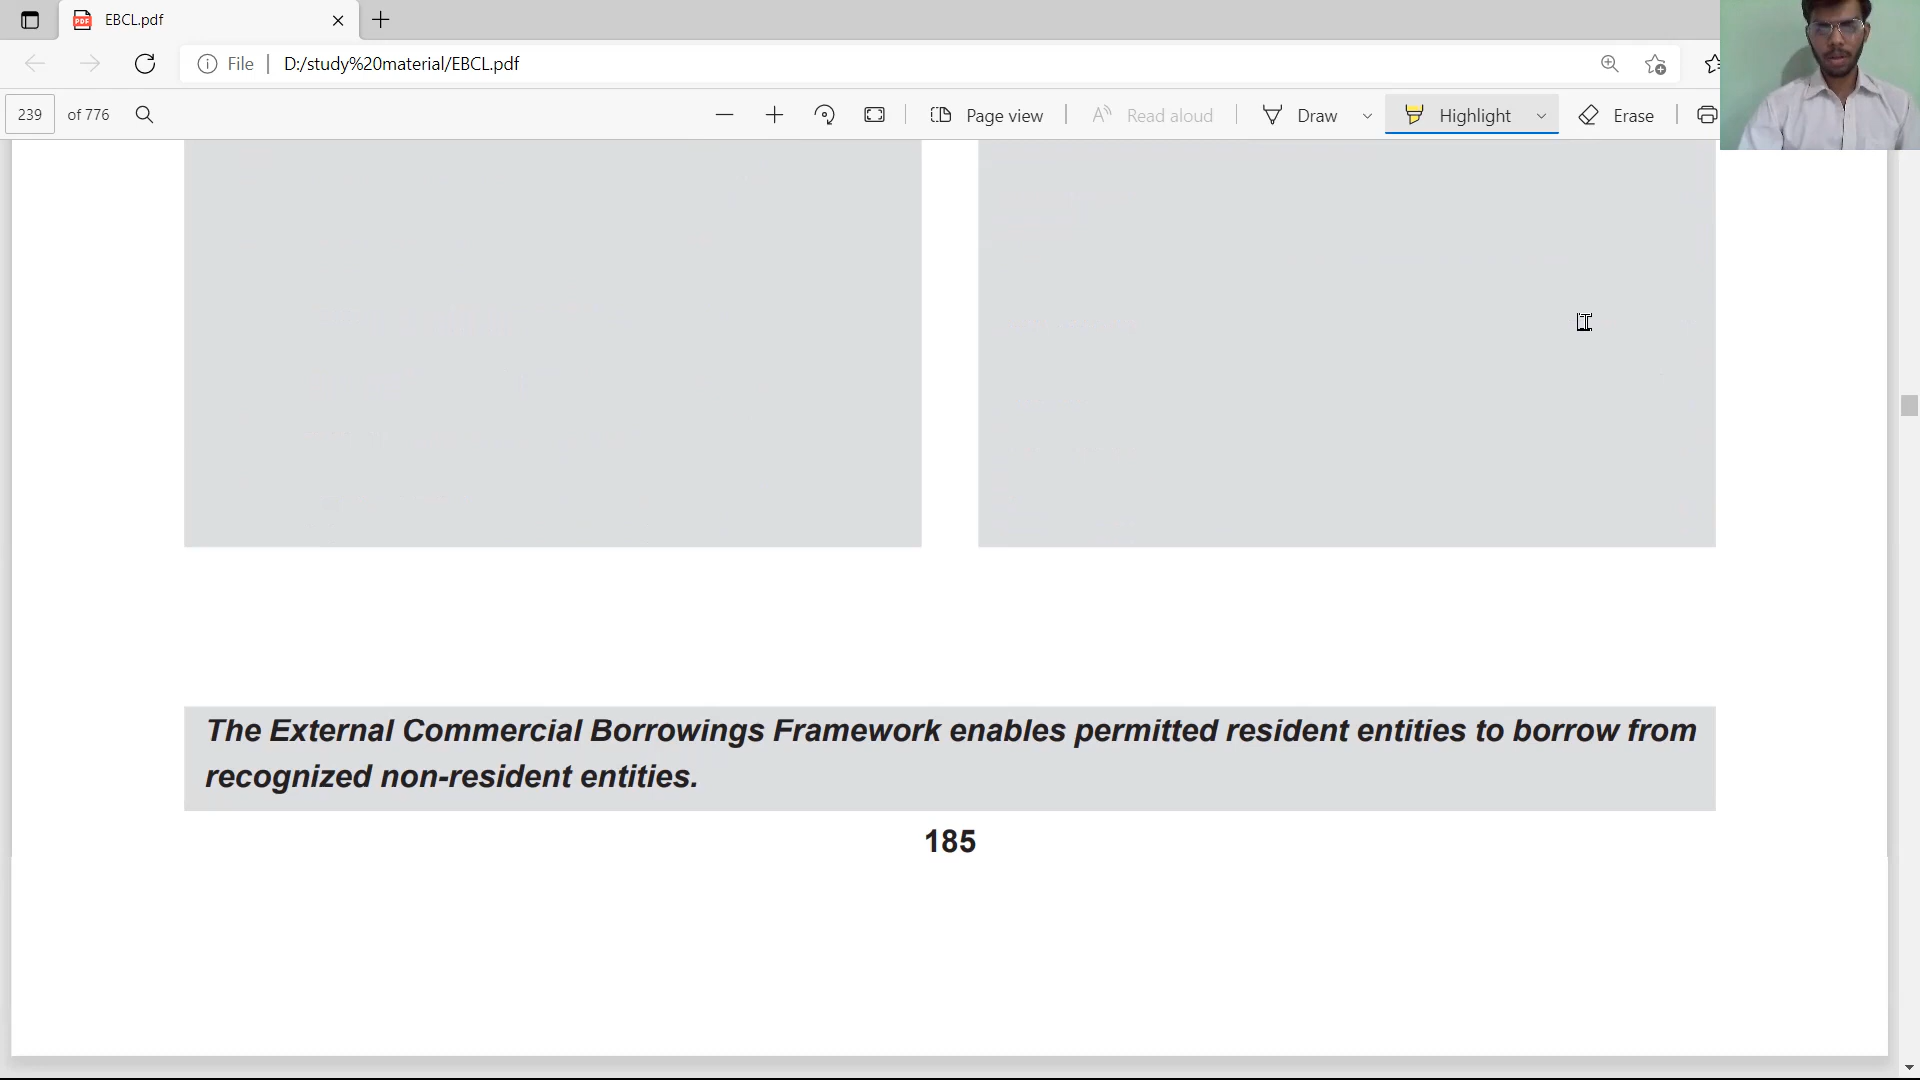 EBCL.pdf
File
D:/study%20material/EBCL.pdf
239 of 776
Page view
Read aloud
Draw
Highlight
Erase
The External Commercial Borrowings Framework enables permitted resident entities to borrow from
recognized non-resident entities.
185